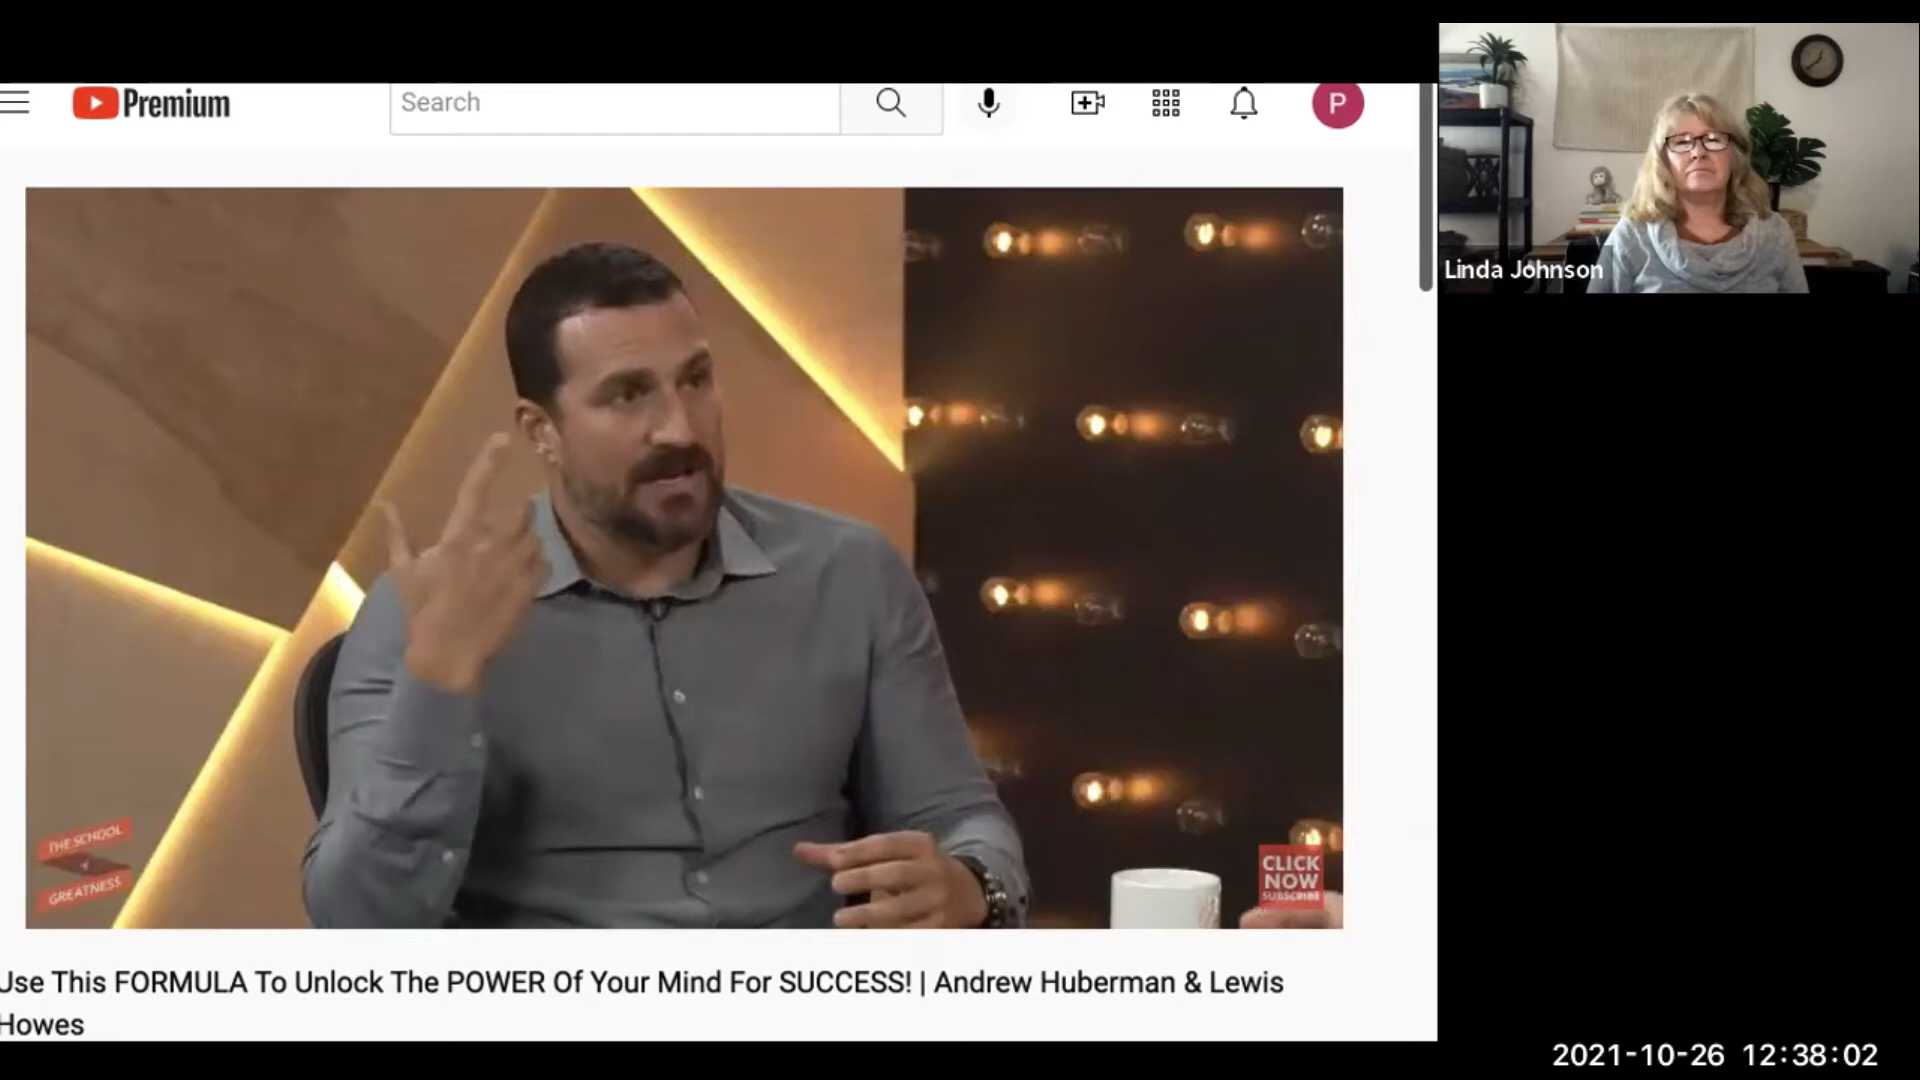 Premium
Search
P
Linda Johnson
THE SCHOOL
GREATNESS
CLICK
NOW
SUBSCRIBE
Use This FORMULA To Unlock The POWER Of Your Mind For SUCCESS! | Andrew Huberman & Lewis
Howes
2021-10-26 12:38:02